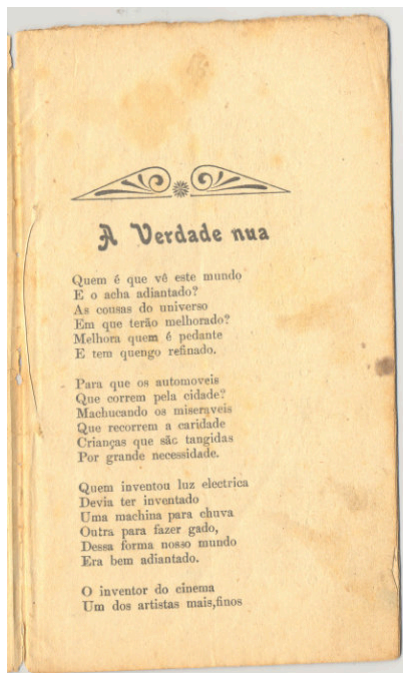 A Verdade nua
Quem é que vê este mundo
E o acha adiantado?
As cousas do universo
Em que terão melhorado?
Melhora quem é pedante
E tem quengo refinado.
Para que os automoveis
Que correm pela cidade?
Machucando os miseraveis
Que recorrem a caridade
Crianças que são tangidas
Por grande necessidade.
Quem inventou luz electrica
Devia ter inventado
Uma machina para chuva
Outra para fazer gado,
Dessa forma nosso mundo
Era bem adiantado.
O inventor do cinema
Um dos artistas mais,finos